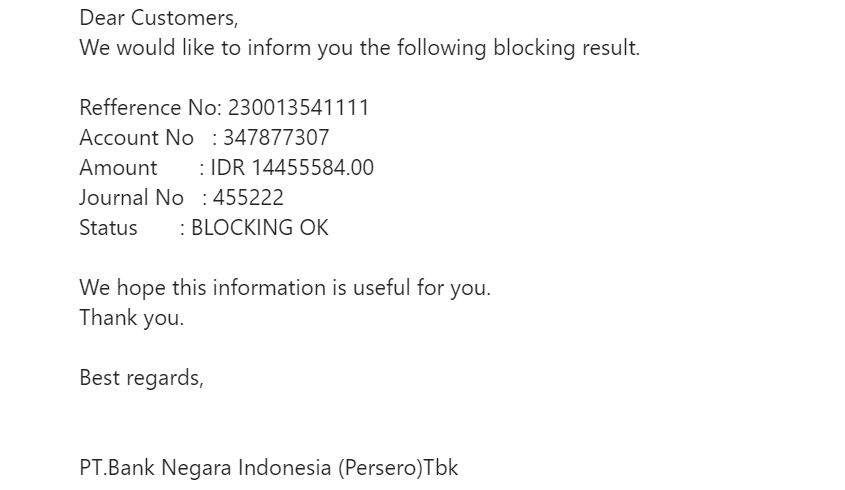 Dear Customers,
We would like to inform you the following blocking result.
Refference No: 230013541111
Account No : 347877307
Amount : IDR 14455584.00
Journal No : 455222
Status : BLOCKING OK
We hope this information is useful for you.
Thank you.
Best regards,
PT.Bank Negara Indonesia (Persero)Tbk